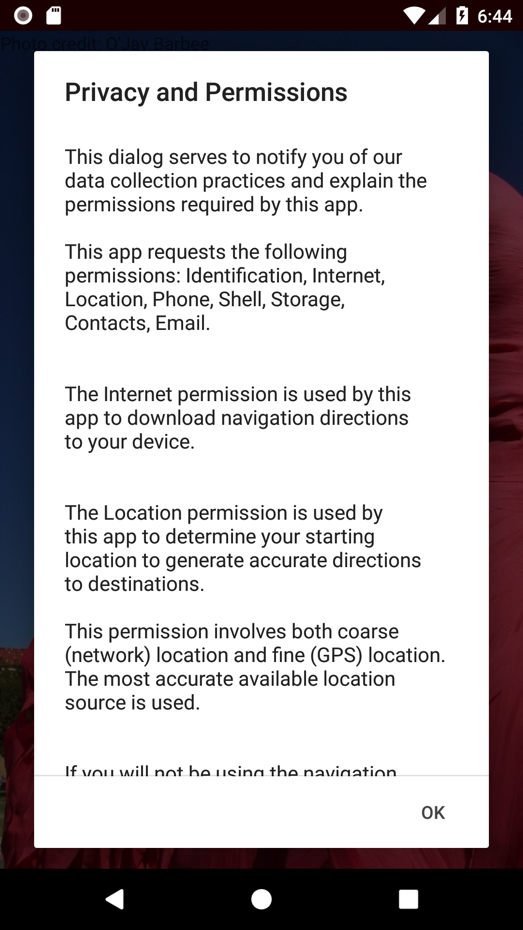 6:44
Photo credit: O'Jay Barbee
Privacy and Permissions
This dialog serves to notify you of our
data collection practices and explain the
permissions required by this app.
This app requests the following
permissions: Identification, Internet,
Location, Phone, Shell, Storage,
Contacts, Email.
The Internet permission is used by this
app to download navigation directions
to your device.
The Location permission is used by
this app to determine your starting
location to generate accurate directions
to destinations.
This permission involves both coarse
(network) location and fine (GPS) location.
The most accurate available location
source is used.
If you will not be using the navigation
OK